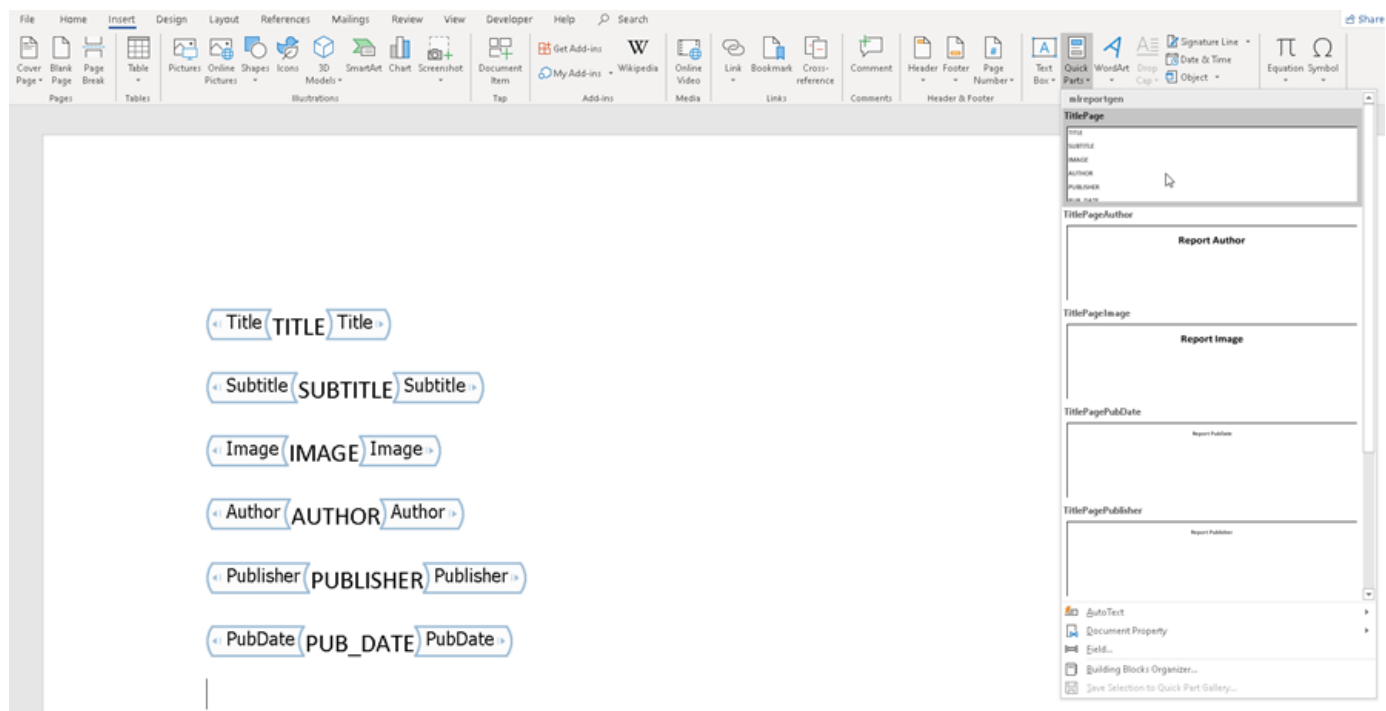 File Home Insert Design Layout References Mailings Review View Developer Help Search Share
Cover Page Blank Page Page Break Table Pictures Online Pictures Shapes Icons 3D Models SmartArt Chart Screenshot Document Item Get Add-ins My Add-ins Wikipedia Online Video Link Bookmark Cross-reference Comment Header Footer Page Number Text Box Quick Parts WordArt Drop Cap Signature Line Date & Time Object Equation Symbol
Pages Tables Illustrations Tap Add-ins Media Links Comments Header & Footer
mlreportgen
TitlePage
TITLE
SUBTITLE
IMAGE
AUTHOR
PUBLISHER
PUB_DATE
TitlePageAuthor
Report Author
TitlePageImage
Report Image
TitlePagePubDate
Report PubDate
TitlePagePublisher
Report Publisher
AutoText
Document Property
Field...
Building Blocks Organizer...
Save Selection to Quick Part Gallery...
Title TITLE Title
Subtitle SUBTITLE Subtitle
Image IMAGE Image
Author AUTHOR Author
Publisher PUBLISHER Publisher
PubDate PUB_DATE PubDate